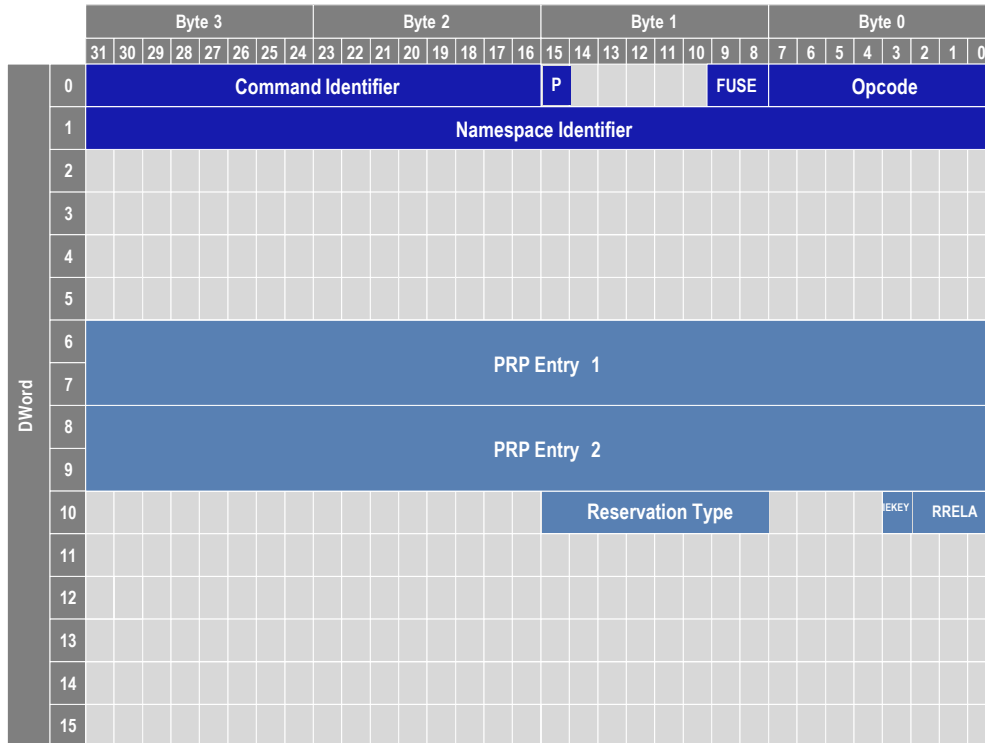 Byte 3 Byte 2 Byte 1 Byte 0
31 30 29 28 27 26 25 24 23 22 21 20 19 18 17 16 15 14 13 12 11 10 9 8 7 6 5 4 3 2 1 0
DWord
0 Command Identifier P FUSE Opcode
1 Namespace Identifier
2
3
4
5
6
PRP Entry 1
7
8
PRP Entry 2
9
10 Reservation Type IEKEY RRELA
11
12
13
14
15